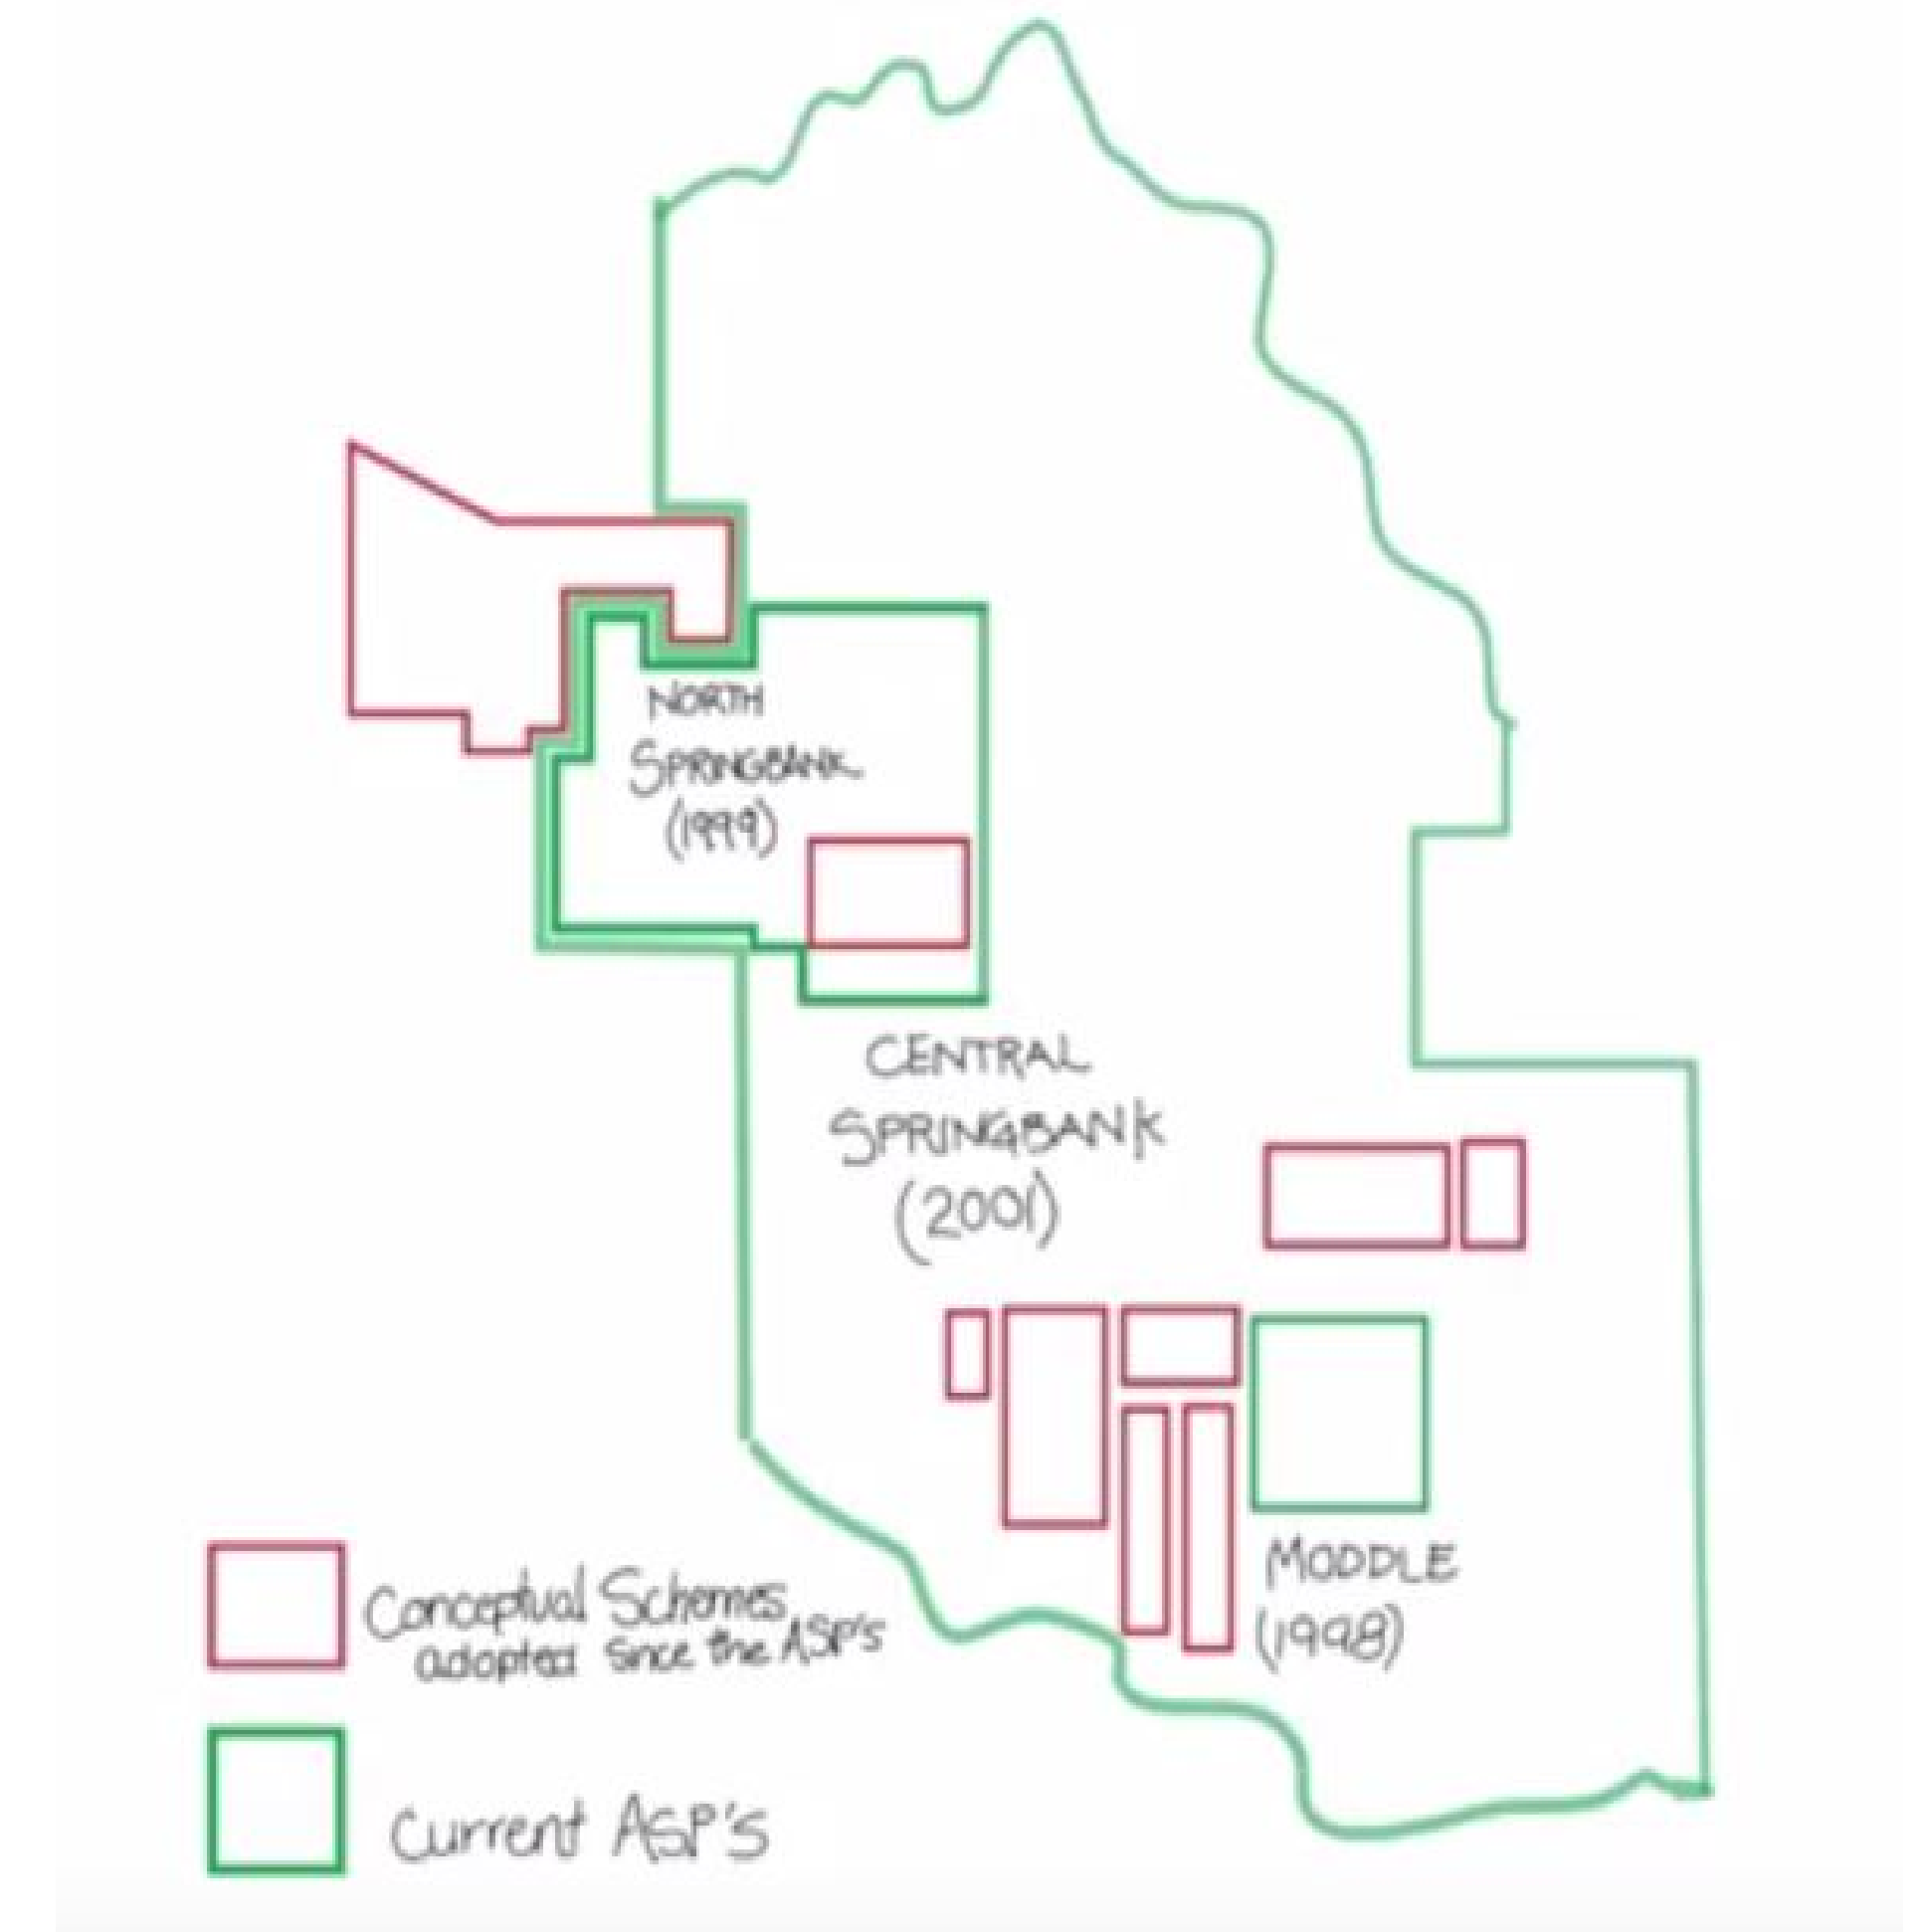 NORTH
SPRINGBANK
(1999)
CENTRAL
SPRINGBANK
(2001)
MODDLE
(1998)
Conceptual Schemes
adopted since the ASP's
Current ASP's